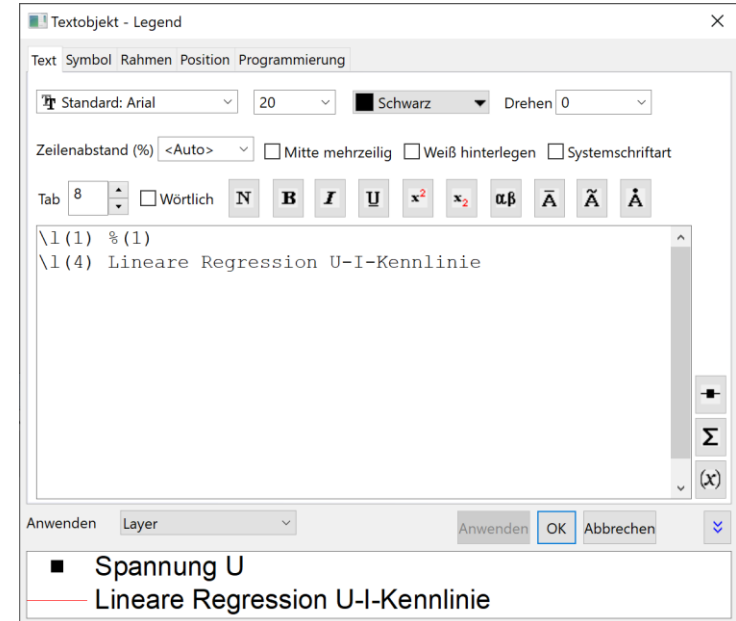 Textobjekt - Legend
Text Symbol Rahmen Position Programmierung
Standard: Arial 20 Schwarz Drehen 0
Zeilenabstand (%) <Auto> Mitte mehrzeilig Weiß hinterlegen Systemschriftart
Tab 8 Wörtlich N B I U x² x₂ αβ Ā Ã Ȧ
\l(1) %(1)
\l(4) Lineare Regression U-I-Kennlinie
Σ
(x)
Anwenden Layer Anwenden OK Abbrechen
Spannung U
Lineare Regression U-I-Kennlinie